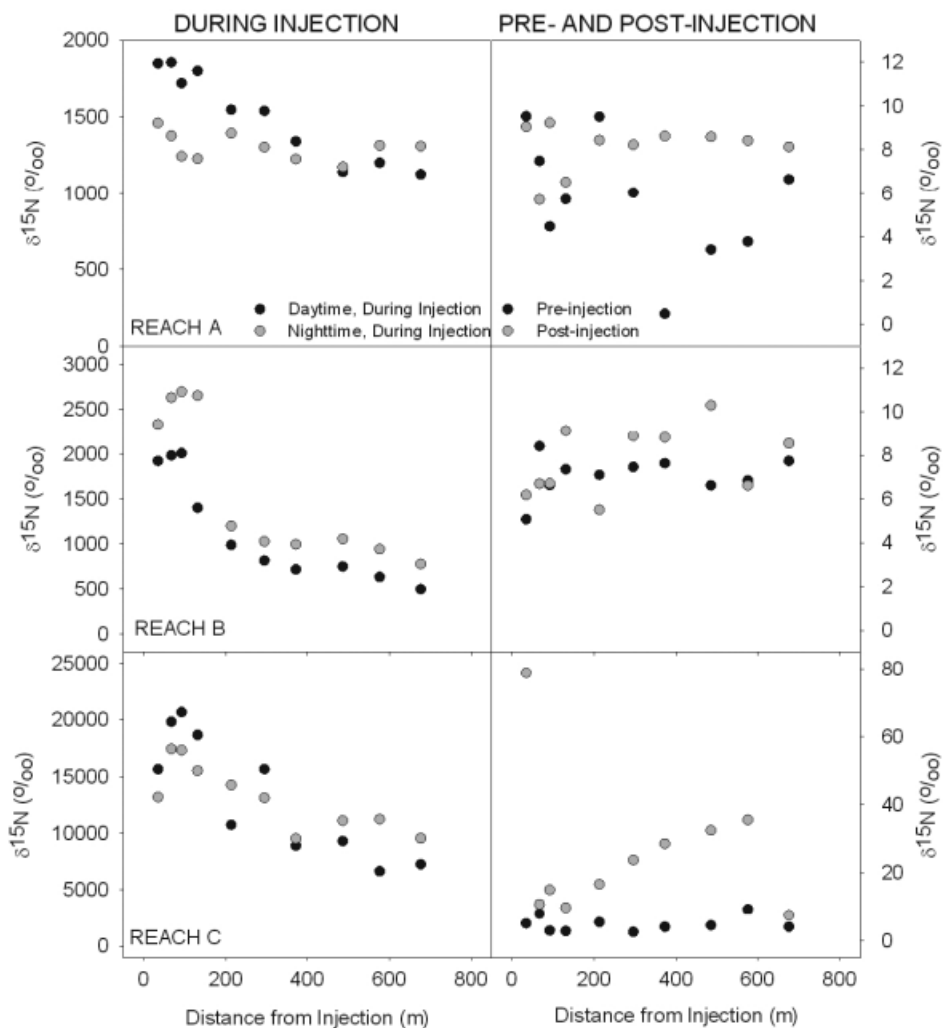 DURING INJECTION
PRE- AND POST-INJECTION
2000
1500
1000
500
0
δ15N (o/oo)
12
10
8
6
4
2
0
δ15N (o/oo)
Daytime, During Injection
Nighttime, During Injection
Pre-injection
Post-injection
REACH A
3000
2500
2000
1500
1000
500
0
δ15N (o/oo)
12
10
8
6
4
2
0
δ15N (o/oo)
REACH B
25000
20000
15000
10000
5000
0
δ15N (o/oo)
80
60
40
20
0
δ15N (o/oo)
REACH C
0 200 400 600 800
0 200 400 600 800
Distance from Injection (m)
Distance from Injection (m)